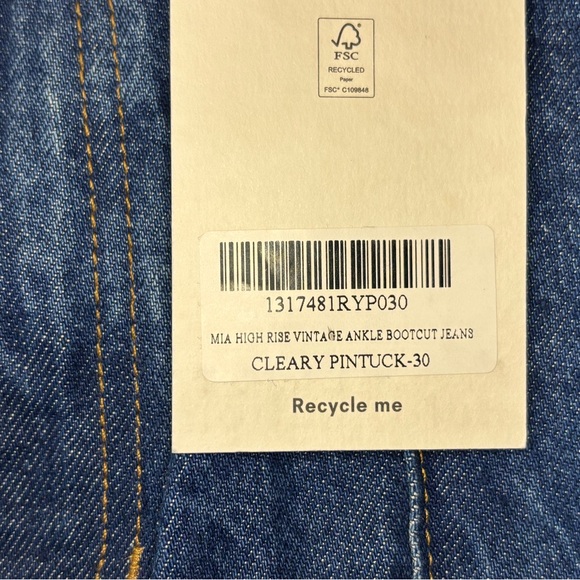 FSC
RECYCLED
Paper
FSC® C109848
1317481RYP030
MIA HIGH RISE VINTAGE ANKLE BOOTCUT JEANS
CLEARY PINTUCK-30
Recycle me